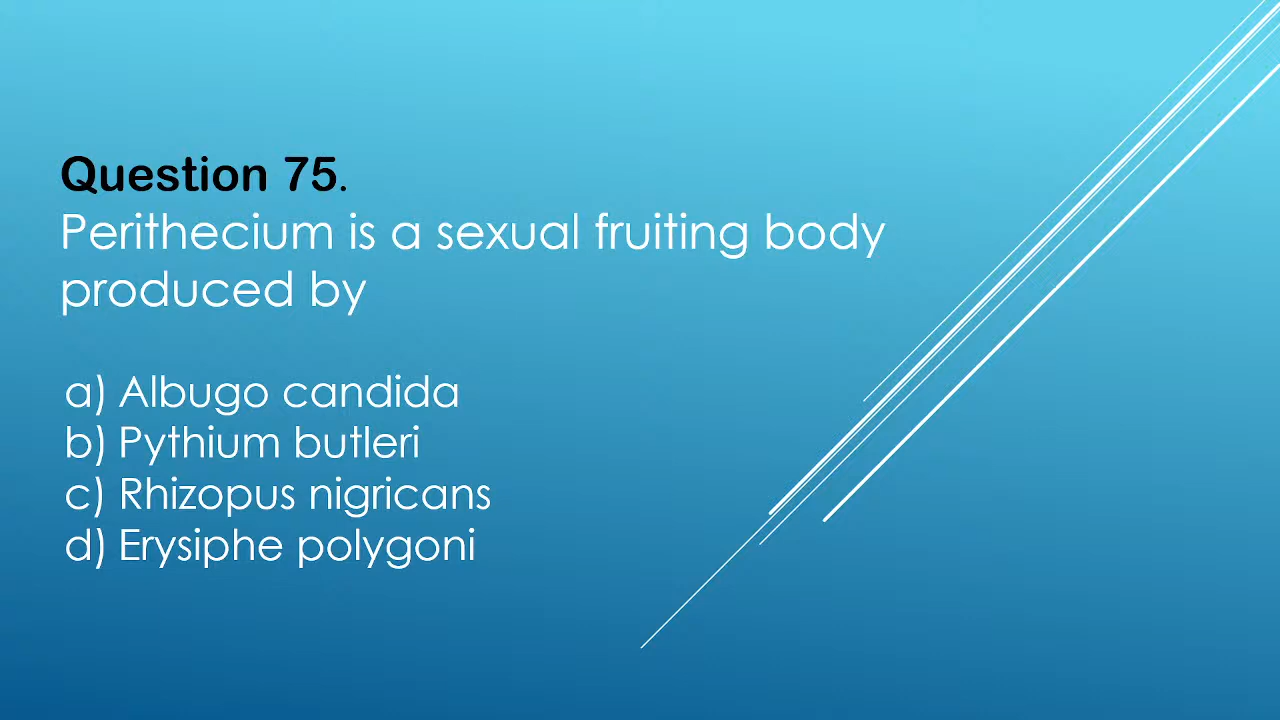 Question 75.
Perithecium is a sexual fruiting body
produced by
a) Albugo candida
b) Pythium butleri
c) Rhizopus nigricans
d) Erysiphe polygoni